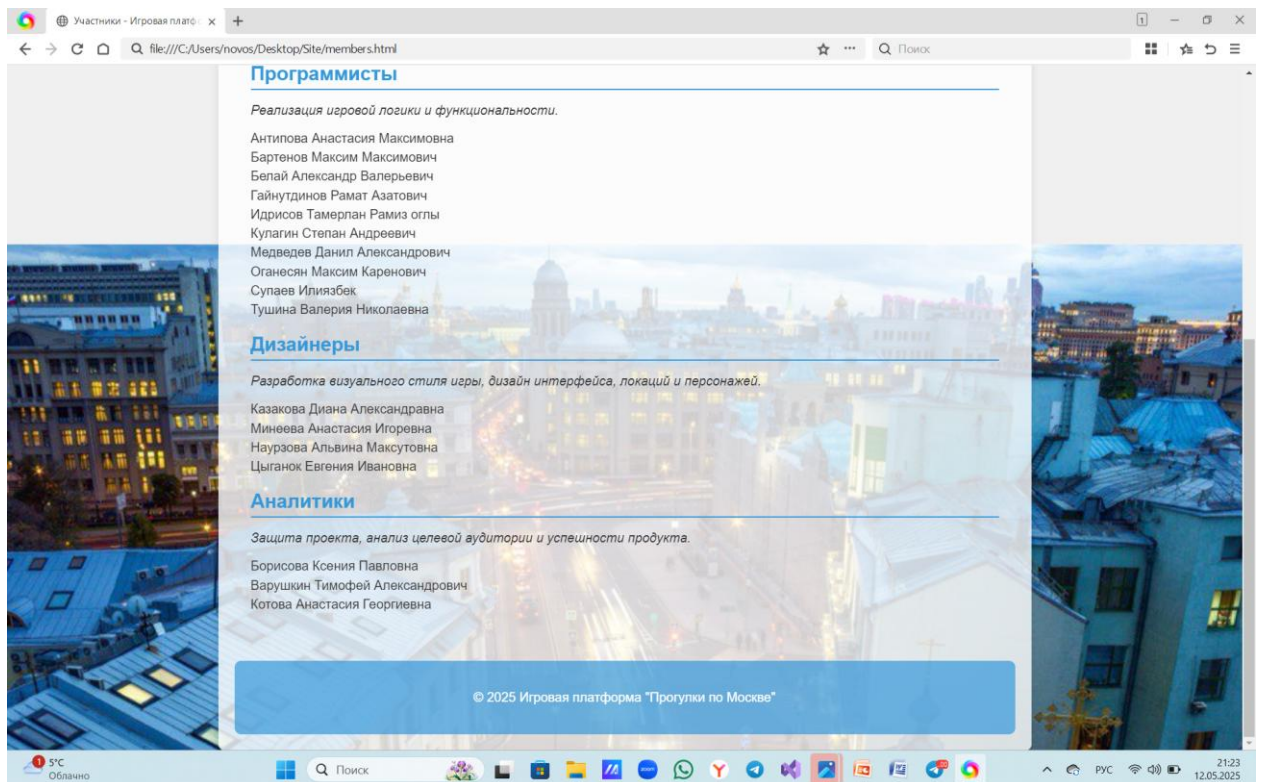 Участники - Игровая платф
1
file:///C:/Users/novos/Desktop/Site/members.html
Поиск
Программисты
Реализация игровой логики и функциональности.
Антипова Анастасия Максимовна
Бартенов Максим Максимович
Белай Александр Валерьевич
Гайнутдинов Рамат Азатович
Идрисов Тамерлан Рамиз оглы
Кулагин Степан Андреевич
Медведев Данил Александрович
Оганесян Максим Каренович
Супаев Илиязбек
Тушина Валерия Николаевна
Дизайнеры
Разработка визуального стиля игры, дизайн интерфейса, локаций и персонажей.
Казакова Диана Александравна
Минеева Анастасия Игоревна
Наурзова Альвина Максутовна
Цыганок Евгения Ивановна
Аналитики
Защита проекта, анализ целевой аудитории и успешности продукта.
Борисова Ксения Павловна
Варушкин Тимофей Александрович
Котова Анастасия Георгиевна
© 2025 Игровая платформа "Прогулки по Москве"
1
5°C
Облачно
Поиск
zoom
РУС
21:23
12.05.2025